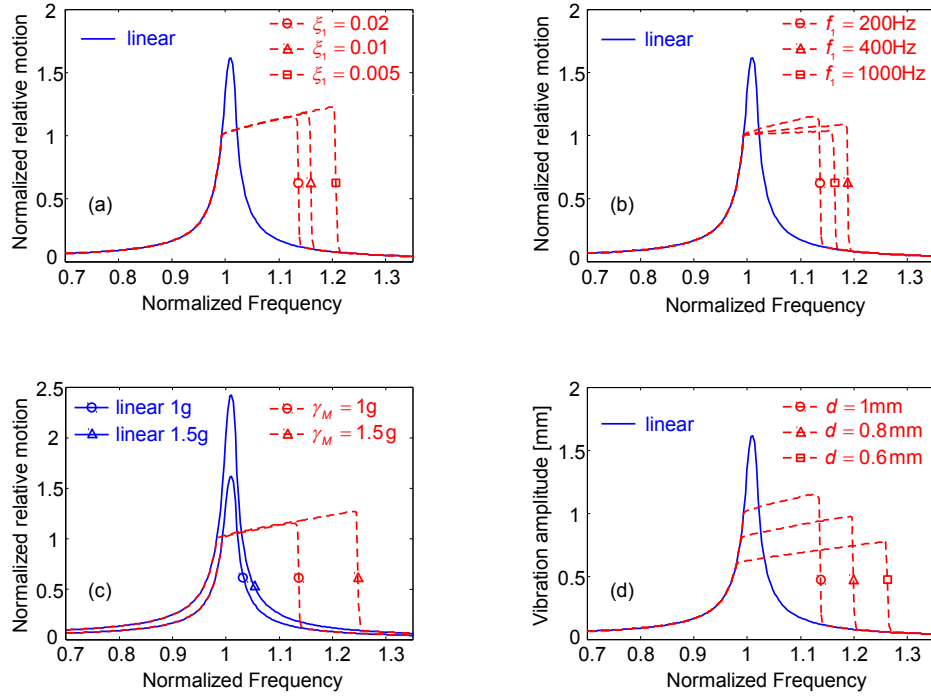 (a)
linear
ξ₁ = 0.02
ξ₁ = 0.01
ξ₁ = 0.005
Normalized relative motion
2
1.5
1
0.5
0
0.7 0.8 0.9 1 1.1 1.2 1.3
Normalized Frequency
(b)
linear
f₁ = 200Hz
f₁ = 400Hz
f₁ = 1000Hz
Normalized relative motion
2
1.5
1
0.5
0
0.7 0.8 0.9 1 1.1 1.2 1.3
Normalized Frequency
(c)
linear 1g
linear 1.5g
γ_M = 1g
γ_M = 1.5g
Normalized relative motion
2.5
2
1.5
1
0.5
0
0.7 0.8 0.9 1 1.1 1.2 1.3
Normalized Frequency
(d)
linear
d = 1mm
d = 0.8mm
d = 0.6mm
Vibration amplitude [mm]
2
1.5
1
0.5
0
0.7 0.8 0.9 1 1.1 1.2 1.3
Normalized Frequency